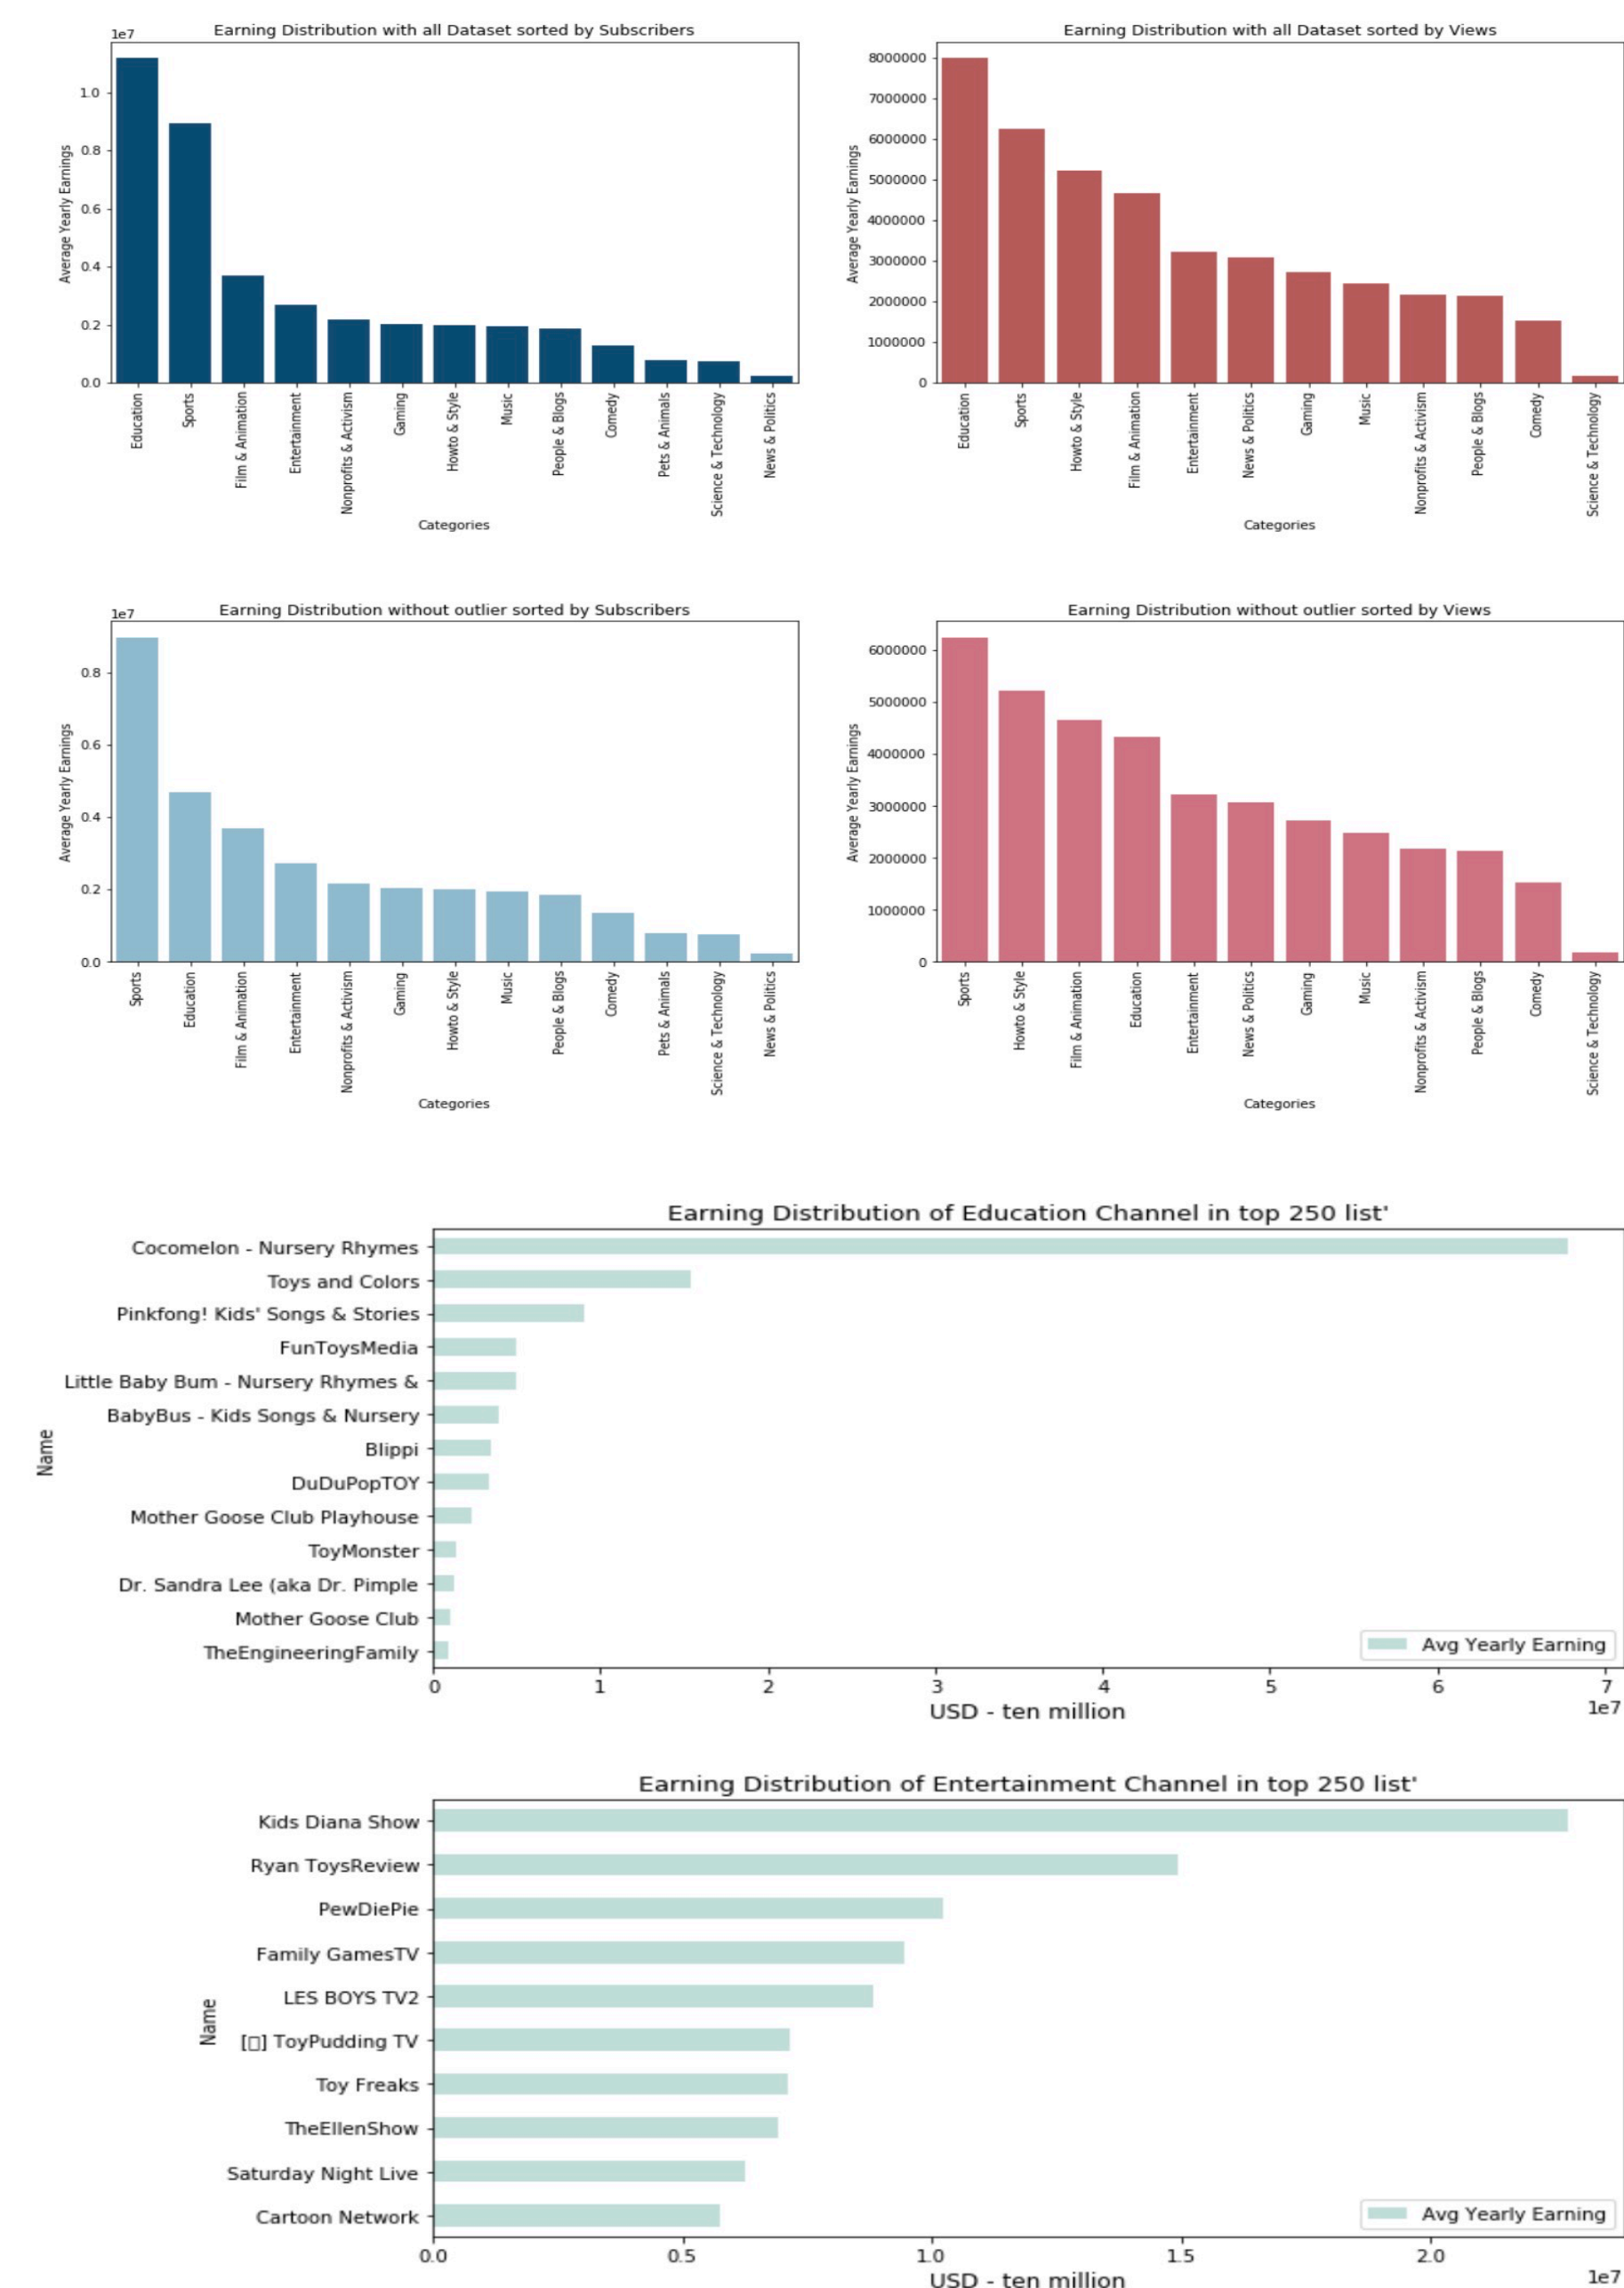 Earning Distribution with all Dataset sorted by Subscribers
1e7
1.0
0.8
0.6
0.4
0.2
0.0
Average Yearly Earnings
Education
Sports
Film & Animation
Entertainment
Nonprofits & Activism
Gaming
Howto & Style
Music
People & Blogs
Comedy
Pets & Animals
Science & Technology
News & Politics
Categories
Earning Distribution with all Dataset sorted by Views
8000000
7000000
6000000
5000000
4000000
3000000
2000000
1000000
0
Average Yearly Earnings
Education
Sports
Howto & Style
Film & Animation
Entertainment
News & Politics
Gaming
Music
Nonprofits & Activism
People & Blogs
Comedy
Science & Technology
Categories
Earning Distribution without outlier sorted by Subscribers
1e7
0.8
0.6
0.4
0.2
0.0
Average Yearly Earnings
Sports
Education
Film & Animation
Entertainment
Nonprofits & Activism
Gaming
Howto & Style
Music
People & Blogs
Comedy
Pets & Animals
Science & Technology
News & Politics
Categories
Earning Distribution without outlier sorted by Views
6000000
5000000
4000000
3000000
2000000
1000000
0
Average Yearly Earnings
Sports
Howto & Style
Film & Animation
Education
Entertainment
News & Politics
Gaming
Music
Nonprofits & Activism
People & Blogs
Comedy
Science & Technology
Categories
Earning Distribution of Education Channel in top 250 list'
Name
Cocomelon - Nursery Rhymes
Toys and Colors
Pinkfong! Kids' Songs & Stories
FunToysMedia
Little Baby Bum - Nursery Rhymes &
BabyBus - Kids Songs & Nursery
Blippi
DuDuPopTOY
Mother Goose Club Playhouse
ToyMonster
Dr. Sandra Lee (aka Dr. Pimple
Mother Goose Club
TheEngineeringFamily
Avg Yearly Earning
0 1 2 3 4 5 6 7
1e7
USD - ten million
Earning Distribution of Entertainment Channel in top 250 list'
Name
Kids Diana Show
Ryan ToysReview
PewDiePie
Family GamesTV
LES BOYS TV2
[▯] ToyPudding TV
Toy Freaks
TheEllenShow
Saturday Night Live
Cartoon Network
Avg Yearly Earning
0.0 0.5 1.0 1.5 2.0
1e7
USD - ten million